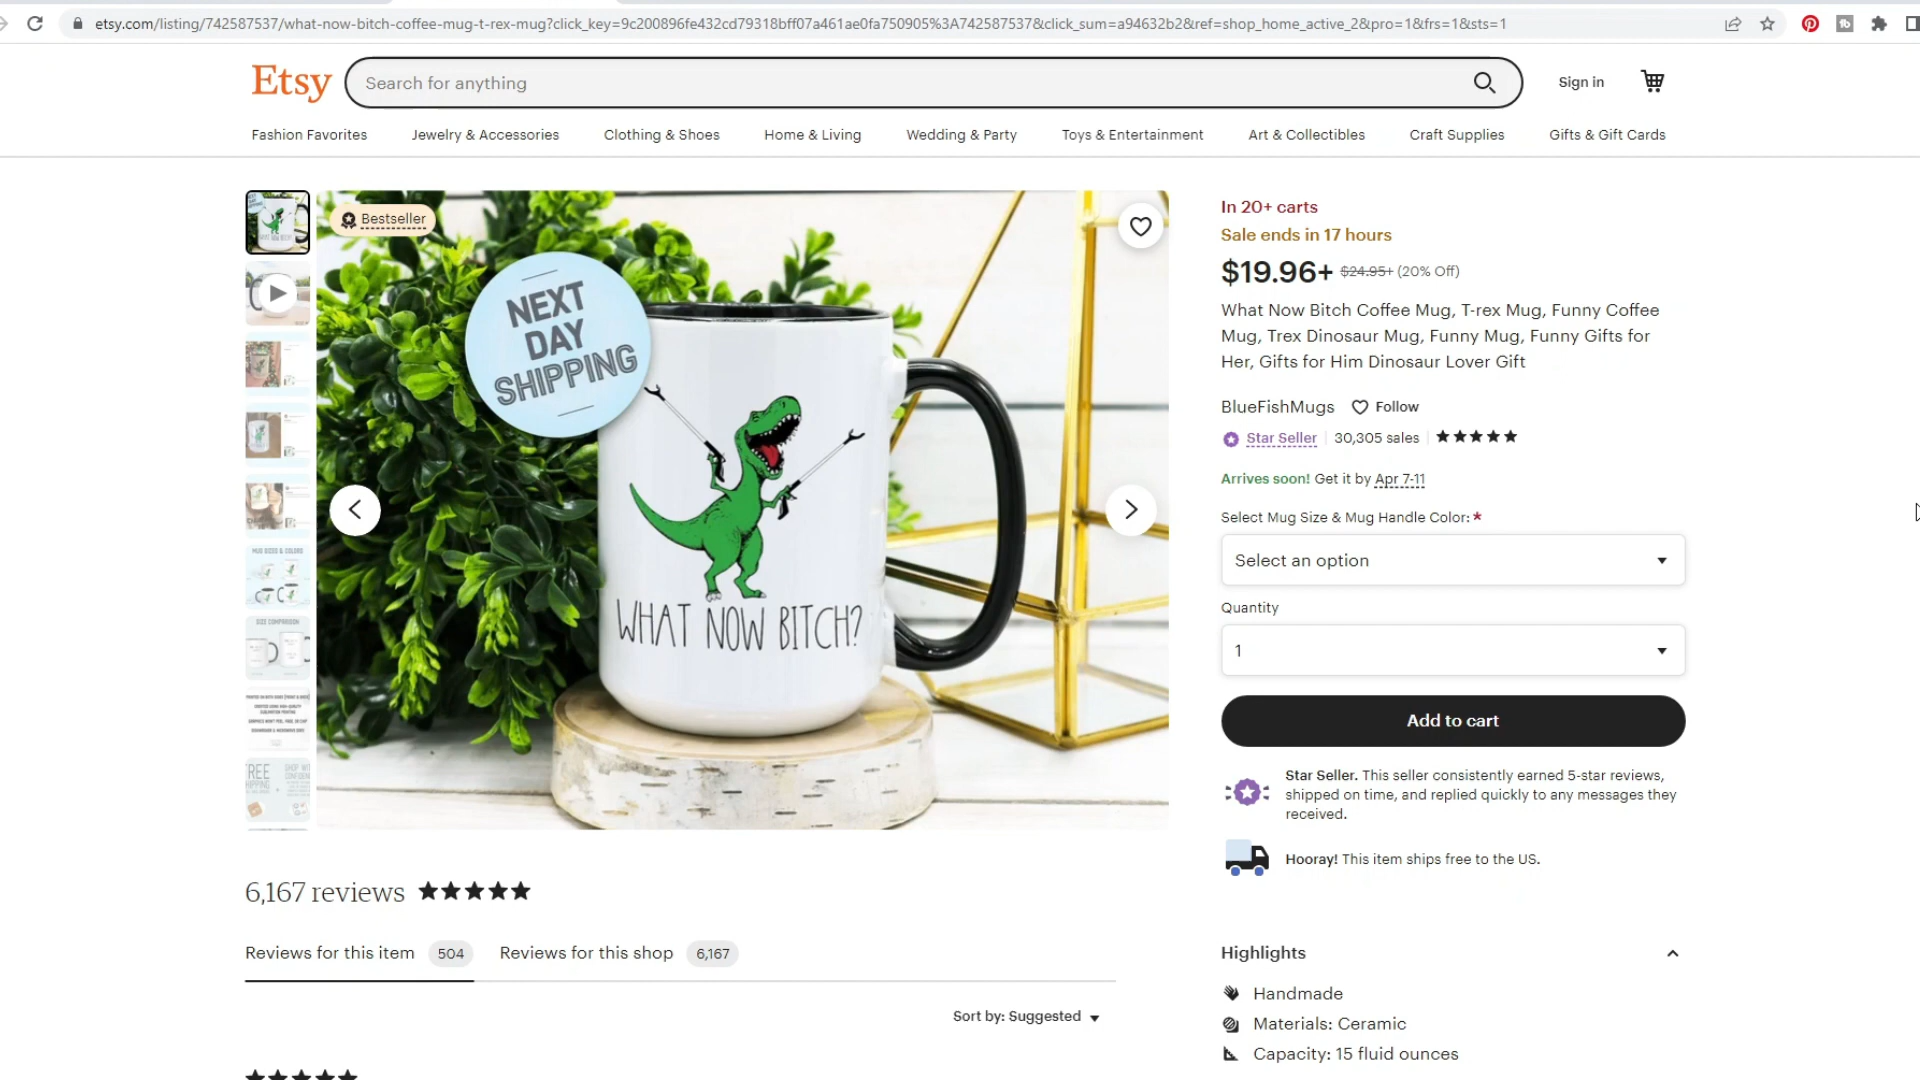 etsy.com/listing/742587537/what-now-bitch-coffee-mug-t-rex-mug?click_key=9c200896fe432cd79318bff07a461ae0fa750905%3A742587537&click_sum=a94632b2&ref=shop_home_active_2&pro=1&frs=1&sts=1
Etsy
Search for anything
Sign in
Fashion Favorites
Jewelry & Accessories
Clothing & Shoes
Home & Living
Wedding & Party
Toys & Entertainment
Art & Collectibles
Craft Supplies
Gifts & Gift Cards
Bestseller
NEXT
DAY
SHIPPING
WHAT NOW BITCH?
MUG SIZES & COLORS
SIZE COMPARISON
In 20+ carts
Sale ends in 17 hours
$19.96+ $24.95+ (20% Off)
What Now Bitch Coffee Mug, T-rex Mug, Funny Coffee
Mug, Trex Dinosaur Mug, Funny Mug, Funny Gifts for
Her, Gifts for Him Dinosaur Lover Gift
BlueFishMugs Follow
Star Seller 30,305 sales
Arrives soon! Get it by Apr 7-11
Select Mug Size & Mug Handle Color: *
Select an option
Quantity
1
Add to cart
Star Seller. This seller consistently earned 5-star reviews,
shipped on time, and replied quickly to any messages they
received.
Hooray! This item ships free to the US.
6,167 reviews
Reviews for this item 504
Reviews for this shop 6,167
Sort by: Suggested
Highlights
Handmade
Materials: Ceramic
Capacity: 15 fluid ounces